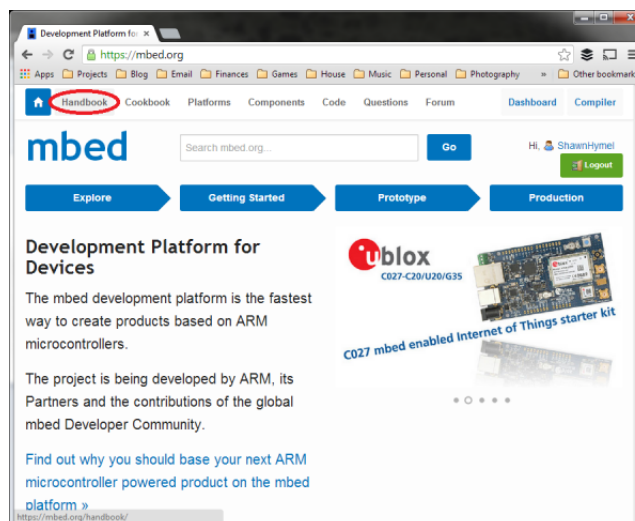 Development Platform fo
https://mbed.org
Apps Projects Blog Email Finances Games House Music Personal Photography » Other bookmark
Handbook Cookbook Platforms Components Code Questions Forum Dashboard Compiler
mbed Search mbed.org... Go Hi, ShawnHymel
Logout
Explore Getting Started Prototype Production
Development Platform for
Devices
The mbed development platform is the fastest
way to create products based on ARM
microcontrollers.
The project is being developed by ARM, its
Partners and the contributions of the global
mbed Developer Community.
Find out why you should base your next ARM
microcontroller powered product on the mbed
platform »
ublox
C027-C20/U20/G35
C027 mbed enabled Internet of Things starter kit
https://mbed.org/handbook/